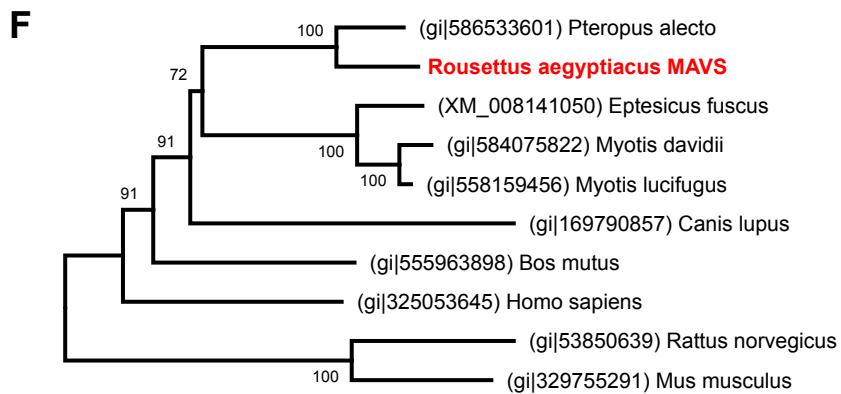 F
100
(gi|586533601) Pteropus alecto
Rousettus aegyptiacus MAVS
72
(XM_008141050) Eptesicus fuscus
100
(gi|584075822) Myotis davidii
91
100
(gi|558159456) Myotis lucifugus
91
(gi|169790857) Canis lupus
(gi|555963898) Bos mutus
(gi|325053645) Homo sapiens
(gi|53850639) Rattus norvegicus
100
(gi|329755291) Mus musculus